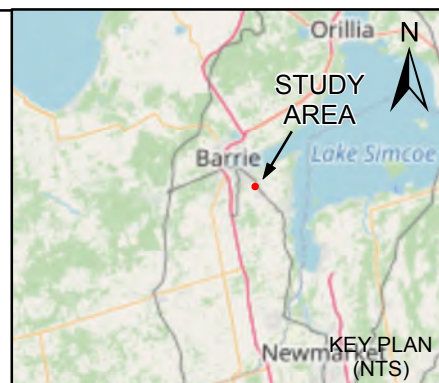 Orillia
N
STUDY
AREA
Barrie
Lake Simcoe
KEY PLAN
Newmarket
(NTS)